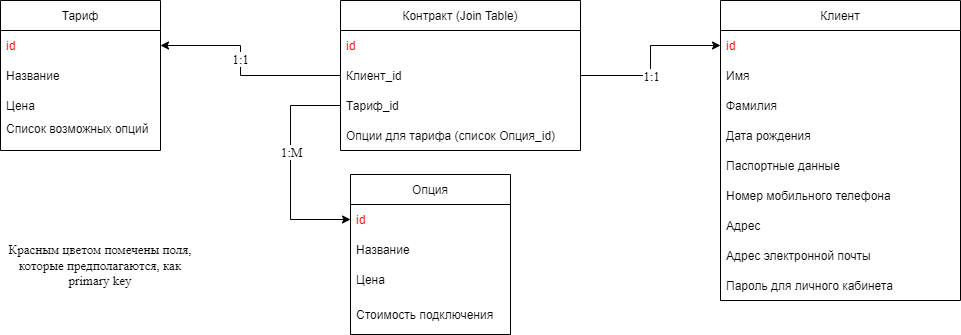 Тариф
id
Название
Цена
Список возможных опций
1:1
Контракт (Join Table)
id
Клиент_id
Тариф_id
Опции для тарифа (список Опция_id)
1:1
Клиент
id
Имя
Фамилия
Дата рождения
Паспортные данные
Номер мобильного телефона
Адрес
Адрес электронной почты
Пароль для личного кабинета
1:M
Опция
id
Название
Цена
Стоимость подключения
Красным цветом помечены поля,
которые предполагаются, как
primary key